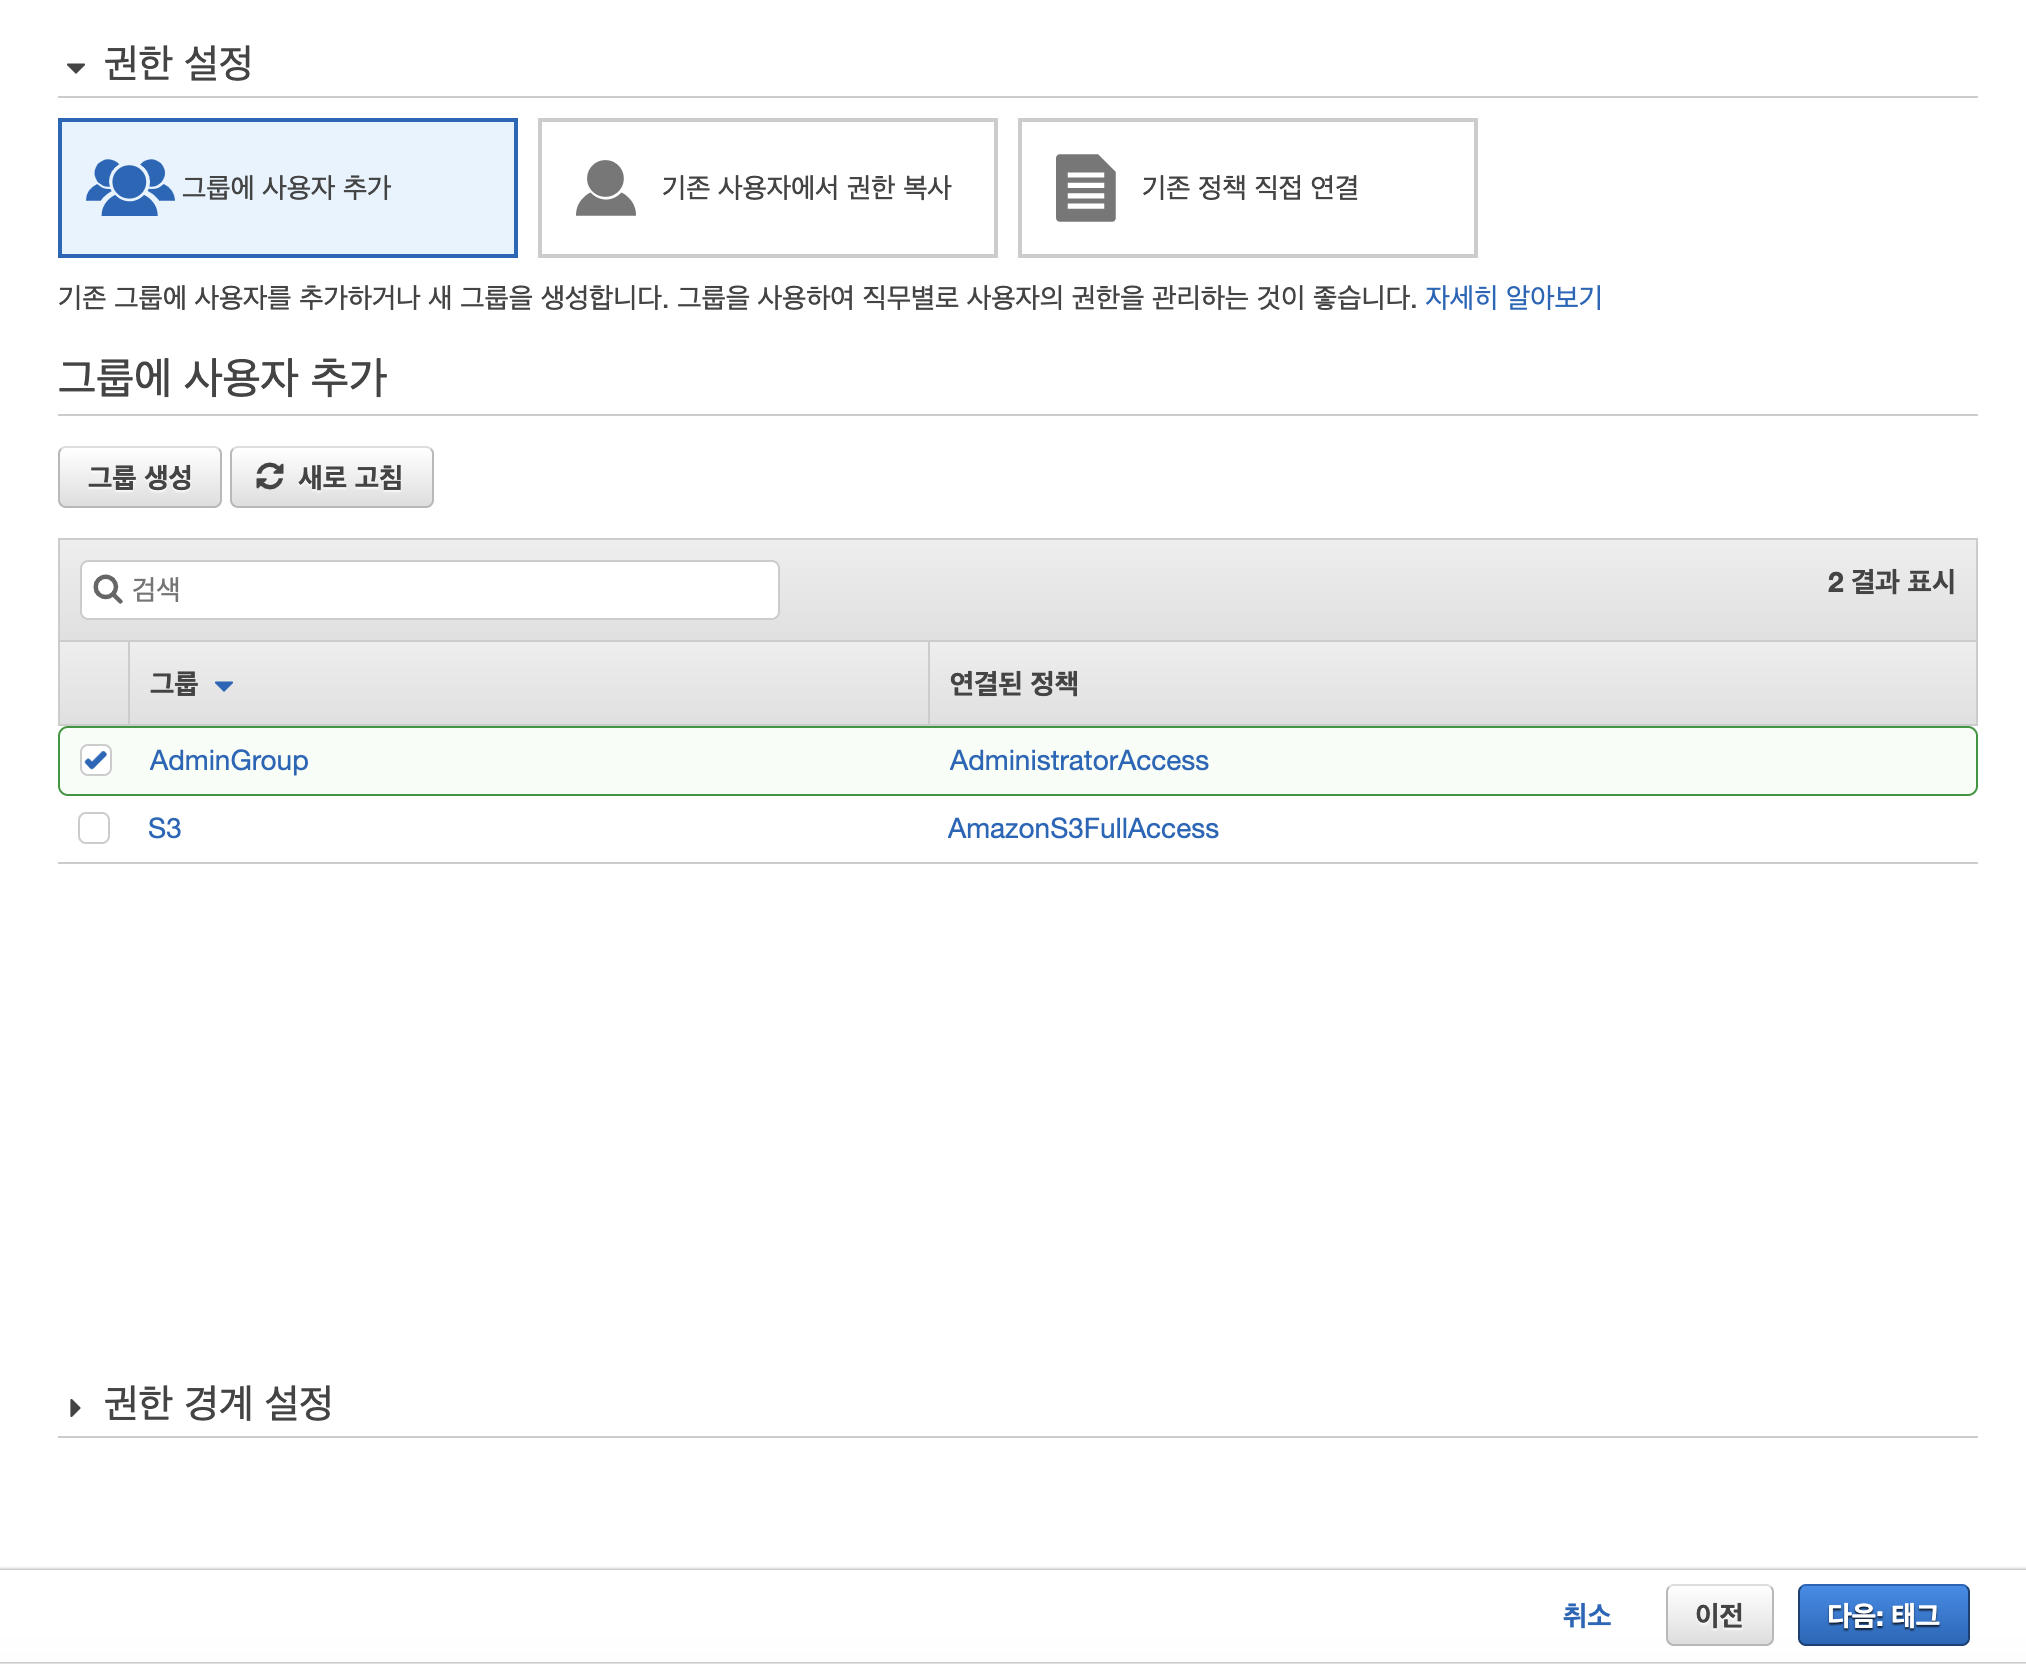 권한 설정
그룹에 사용자 추가
기존 사용자에서 권한 복사
기존 정책 직접 연결
기존 그룹에 사용자를 추가하거나 새 그룹을 생성합니다. 그룹을 사용하여 직무별로 사용자의 권한을 관리하는 것이 좋습니다. 자세히 알아보기
그룹에 사용자 추가
그룹 생성
새로 고침
검색
2 결과 표시
그룹
연결된 정책
AdminGroup
AdministratorAccess
S3
AmazonS3FullAccess
권한 경계 설정
취소
이전
다음: 태그